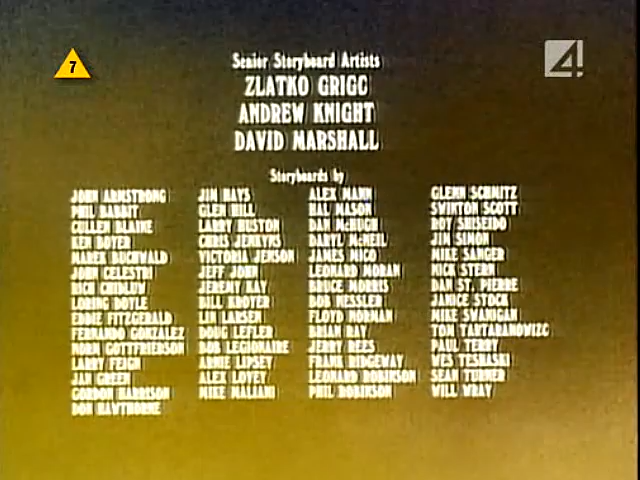 7
4!
Senior Storyboard Artists
ZLATKO GRIGC
ANDREW KNIGHT
DAVID MARSHALL
Storyboards by
JOHN ARMSTRONG
PHIL BABBIT
CULLEN BLAINE
KEN BOYER
MAREK BUCHWALD
JOHN CELESTRI
RICH CHIDLOW
LORING DOYLE
EDDIE FITZGERALD
FERNANDO GONZALEZ
NORM GOTTFRIEDSON
LARRY FEIGN
JAN GREEN
GORDON HARRISON
DON HAWTHORNE
JIM HAYS
GLEN HILL
LARRY HUSTON
CHRIS JENKYNS
VICTORIA JENSON
JEFF JOHN
JEREMY KAY
BILL KROYER
LIN LARSEN
DOUG LEFLER
BOB LEGIONAIRE
ARNIE LIPSEY
ALEX LOVEY
MIKE MALIANI
ALEX MANN
HAL MASON
DAN McHUGH
DARYL McNEIL
JAMES MICO
LEONARD MORAN
BRUCE MORRIS
BOB NESSLER
FLOYD NORMAN
BRIAN RAY
JERRY REES
FRANK RIDGEWAY
LEONARD ROBINSON
PHIL ROBINSON
GLENN SCHMITZ
SWINTON SCOTT
ROY SHISEIDO
JIM SIMON
MIKE SANGER
NICK STERN
DAN ST. PIERRE
JANICE STOCK
MIKE SWANIGAN
TOM TARTARANOWICZ
PAUL TERRY
WES TESHASKI
SEAN TURNER
WILL WRAY